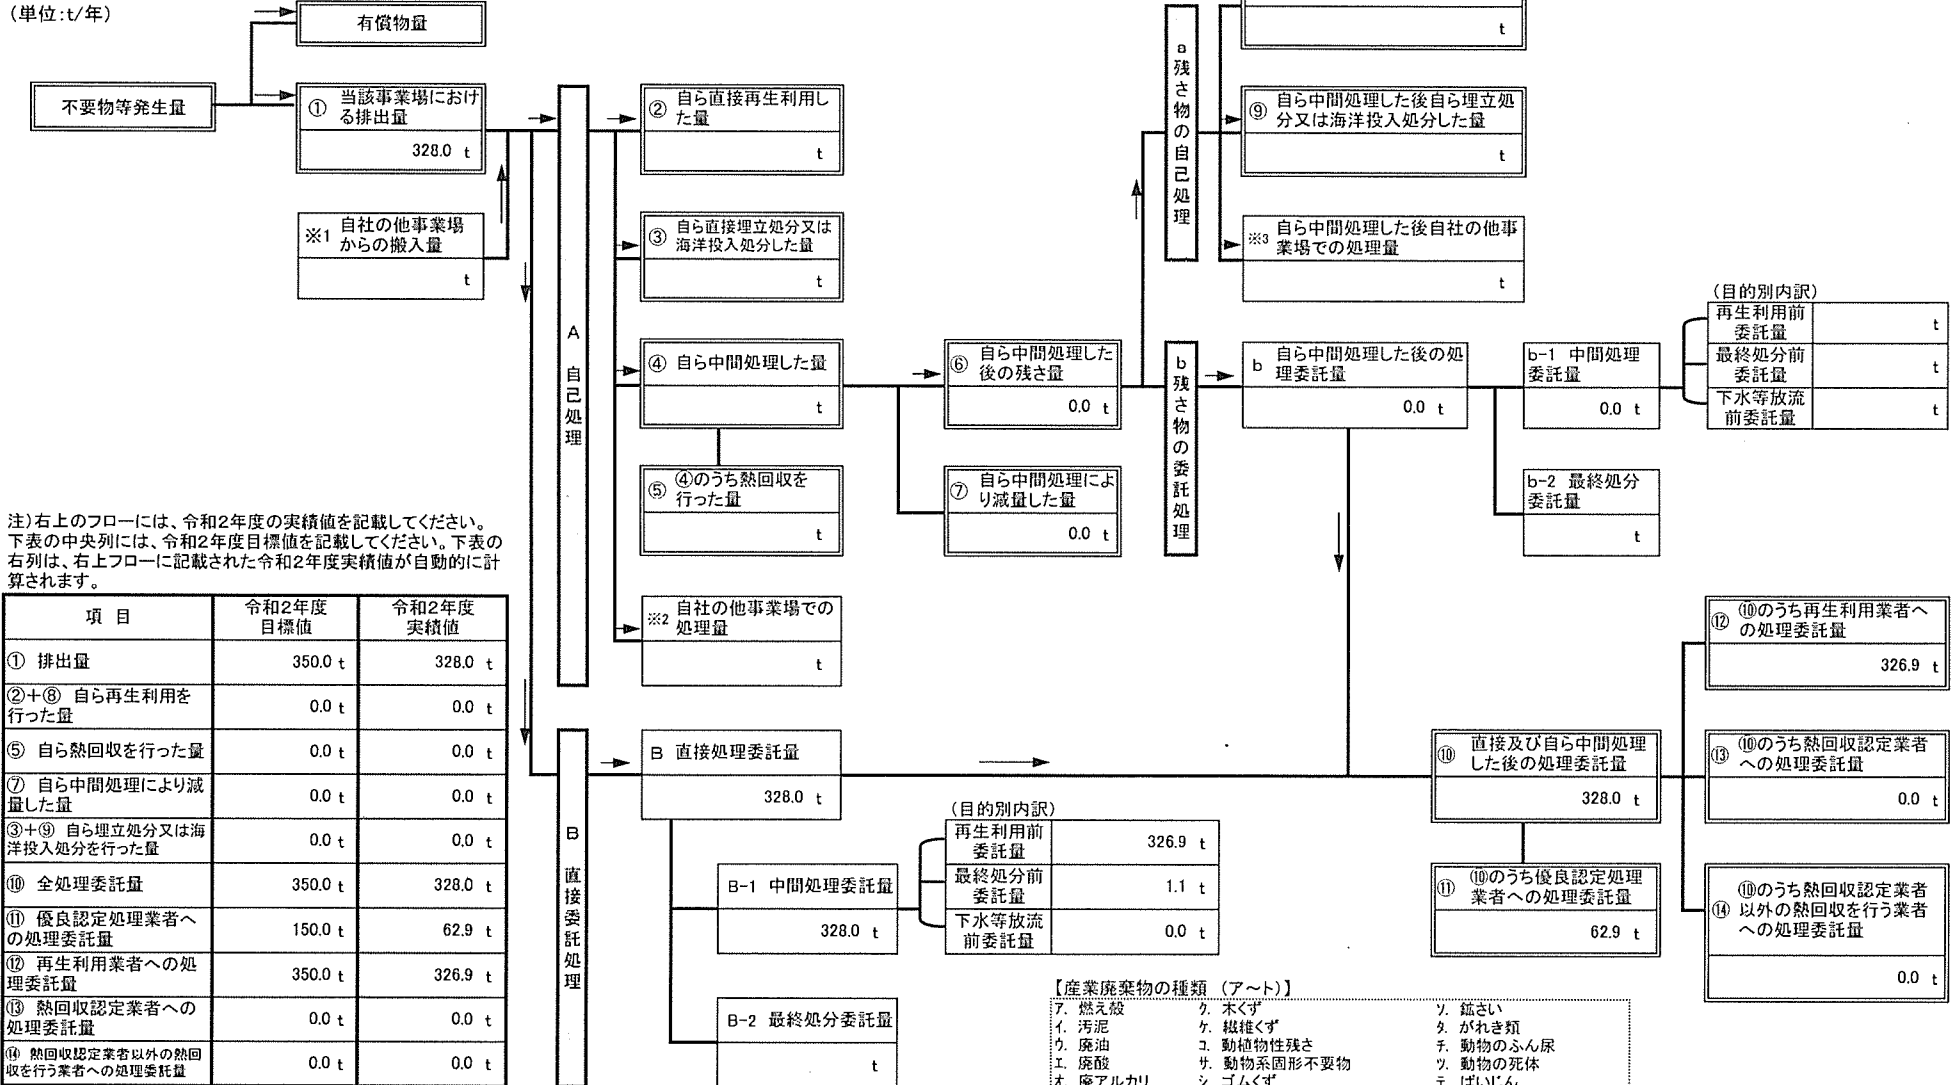 (単位:t/年)
有償物量
不要物等発生量
① 当該事業場におけ
る排出量
328.0 t
※1 自社の他事業場
からの搬入量
t
A 自己処理
② 自ら直接再生利用し
た量
t
③ 自ら直接埋立処分又は
海洋投入処分した量
t
④ 自ら中間処理した量
t
⑤ ④のうち熱回収を
行った量
t
※2 自社の他事業場での
処理量
t
⑥ 自ら中間処理した
後の残さ量
0.0 t
⑦ 自ら中間処理によ
り減量した量
0.0 t
a 残さ物の自己処理
t
⑨ 自ら中間処理した後自ら埋立処
分又は海洋投入処分した量
t
※3 自ら中間処理した後自社の他事
業場での処理量
t
b 残さ物の委託処理
b 自ら中間処理した後の処
理委託量
0.0 t
b-1 中間処理
委託量
0.0 t
(目的別内訳)
再生利用前
委託量
t
最終処分前
委託量
t
下水等放流
前委託量
t
b-2 最終処分
委託量
t
注)右上のフローには、令和2年度の実績値を記載してください。
下表の中央列には、令和2年度目標値を記載してください。下表の
右列は、右上フローに記載された令和2年度実績値が自動的に計
算されます。
項 目
令和2年度
目標値
令和2年度
実績値
① 排出量
350.0 t
328.0 t
②+⑧ 自ら再生利用を
行った量
0.0 t
0.0 t
⑤ 自ら熱回収を行った量
0.0 t
0.0 t
⑦ 自ら中間処理により減
量した量
0.0 t
0.0 t
③+⑨ 自ら埋立処分又は海
洋投入処分を行った量
0.0 t
0.0 t
⑩ 全処理委託量
350.0 t
328.0 t
⑪ 優良認定処理業者へ
の処理委託量
150.0 t
62.9 t
⑫ 再生利用業者への処
理委託量
350.0 t
326.9 t
⑬ 熱回収認定業者への
処理委託量
0.0 t
0.0 t
⑭ 熱回収認定業者以外の熱回
収を行う業者への処理委託量
0.0 t
0.0 t
B 直接委託処理
B 直接処理委託量
328.0 t
B-1 中間処理委託量
328.0 t
(目的別内訳)
再生利用前
委託量
326.9 t
最終処分前
委託量
1.1 t
下水等放流
前委託量
0.0 t
B-2 最終処分委託量
t
⑩ 直接及び自ら中間処理
した後の処理委託量
328.0 t
⑪ ⑩のうち優良認定処理
業者への処理委託量
62.9 t
⑫ ⑩のうち再生利用業者へ
の処理委託量
326.9 t
⑬ ⑩のうち熱回収認定業者
への処理委託量
0.0 t
⑩のうち熱回収認定業者
⑭ 以外の熱回収を行う業者
への処理委託量
0.0 t
【産業廃棄物の種類 (ア~ト)】
ア. 燃え殻 ク. 木くず ソ. 鉱さい
イ. 汚泥 ケ. 繊維くず タ. がれき類
ウ. 廃油 コ. 動植物性残さ チ. 動物のふん尿
エ. 廃酸 サ. 動物系固形不要物 ツ. 動物の死体
オ. 廃アルカリ シ. ゴムくず テ. ばいじん